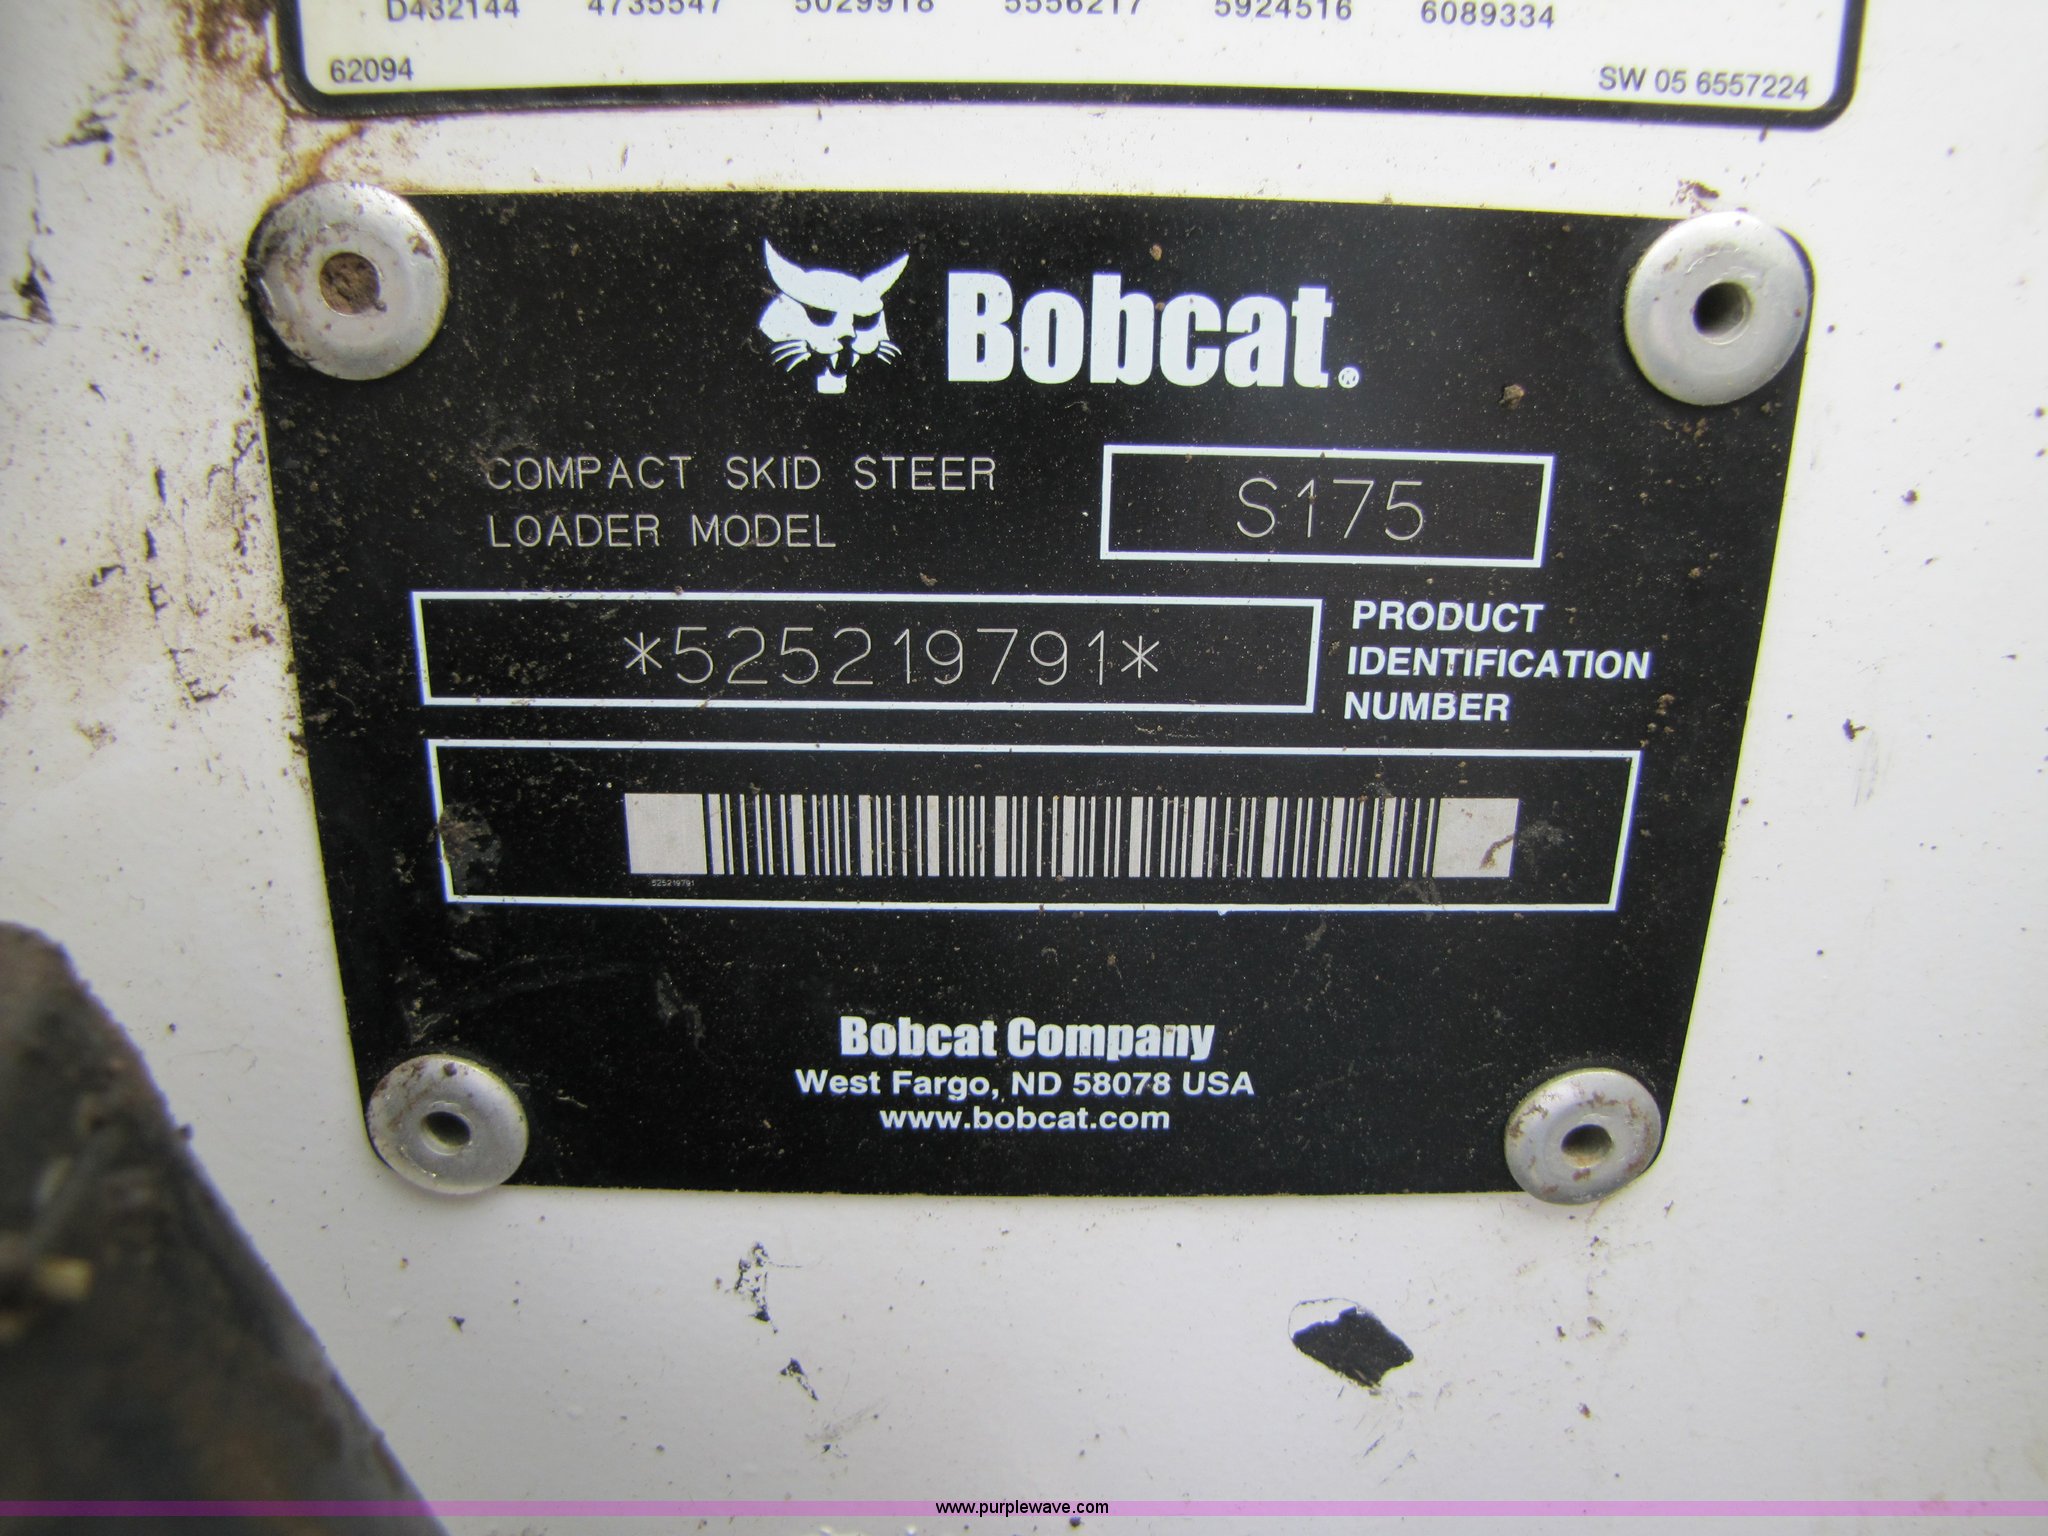 D432144 4735547 5029918 5556217 5924516 6089334
62094
SW 05 6557224
Bobcat®
COMPACT SKID STEER
LOADER MODEL
S175
*525219791*
PRODUCT
IDENTIFICATION
NUMBER
525219791
Bobcat Company
West Fargo, ND 58078 USA
www.bobcat.com
www.purplewave.com